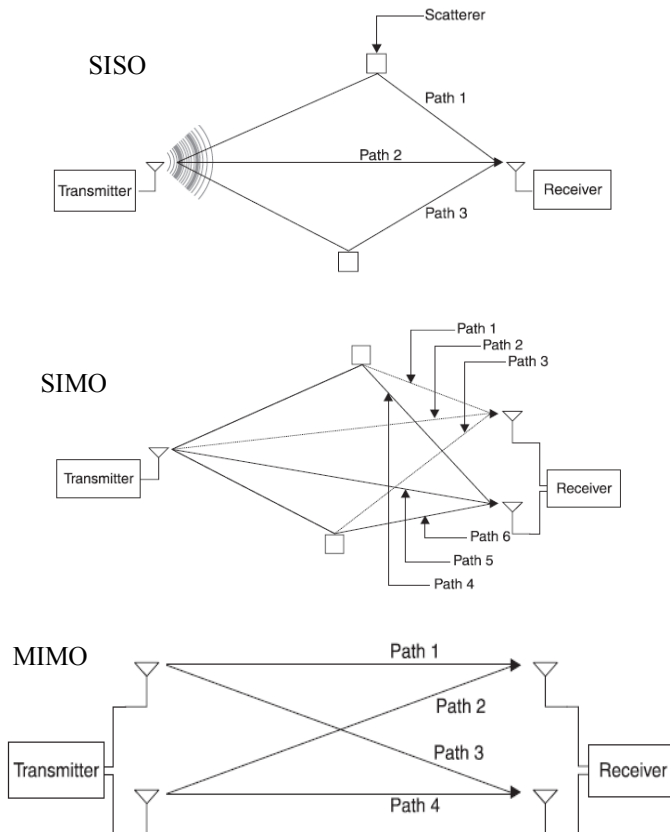 Scatterer
SISO
Path 1
Path 2
Transmitter
Receiver
Path 3
Path 1
Path 2
Path 3
SIMO
Transmitter
Receiver
Path 6
Path 5
Path 4
MIMO
Path 1
Path 2
Transmitter
Receiver
Path 3
Path 4